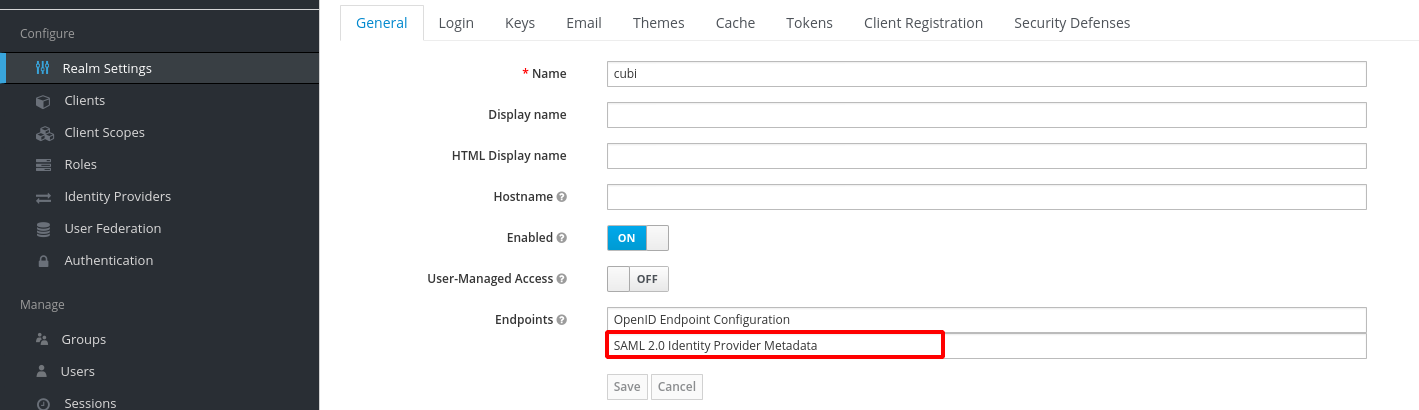 Configure
Realm Settings
Clients
Client Scopes
Roles
Identity Providers
User Federation
Authentication
Manage
Groups
Users
Sessions
General Login Keys Email Themes Cache Tokens Client Registration Security Defenses
* Name cubi
Display name
HTML Display name
Hostname ?
Enabled ? ON
User-Managed Access ? OFF
Endpoints ? OpenID Endpoint Configuration
SAML 2.0 Identity Provider Metadata
Save Cancel